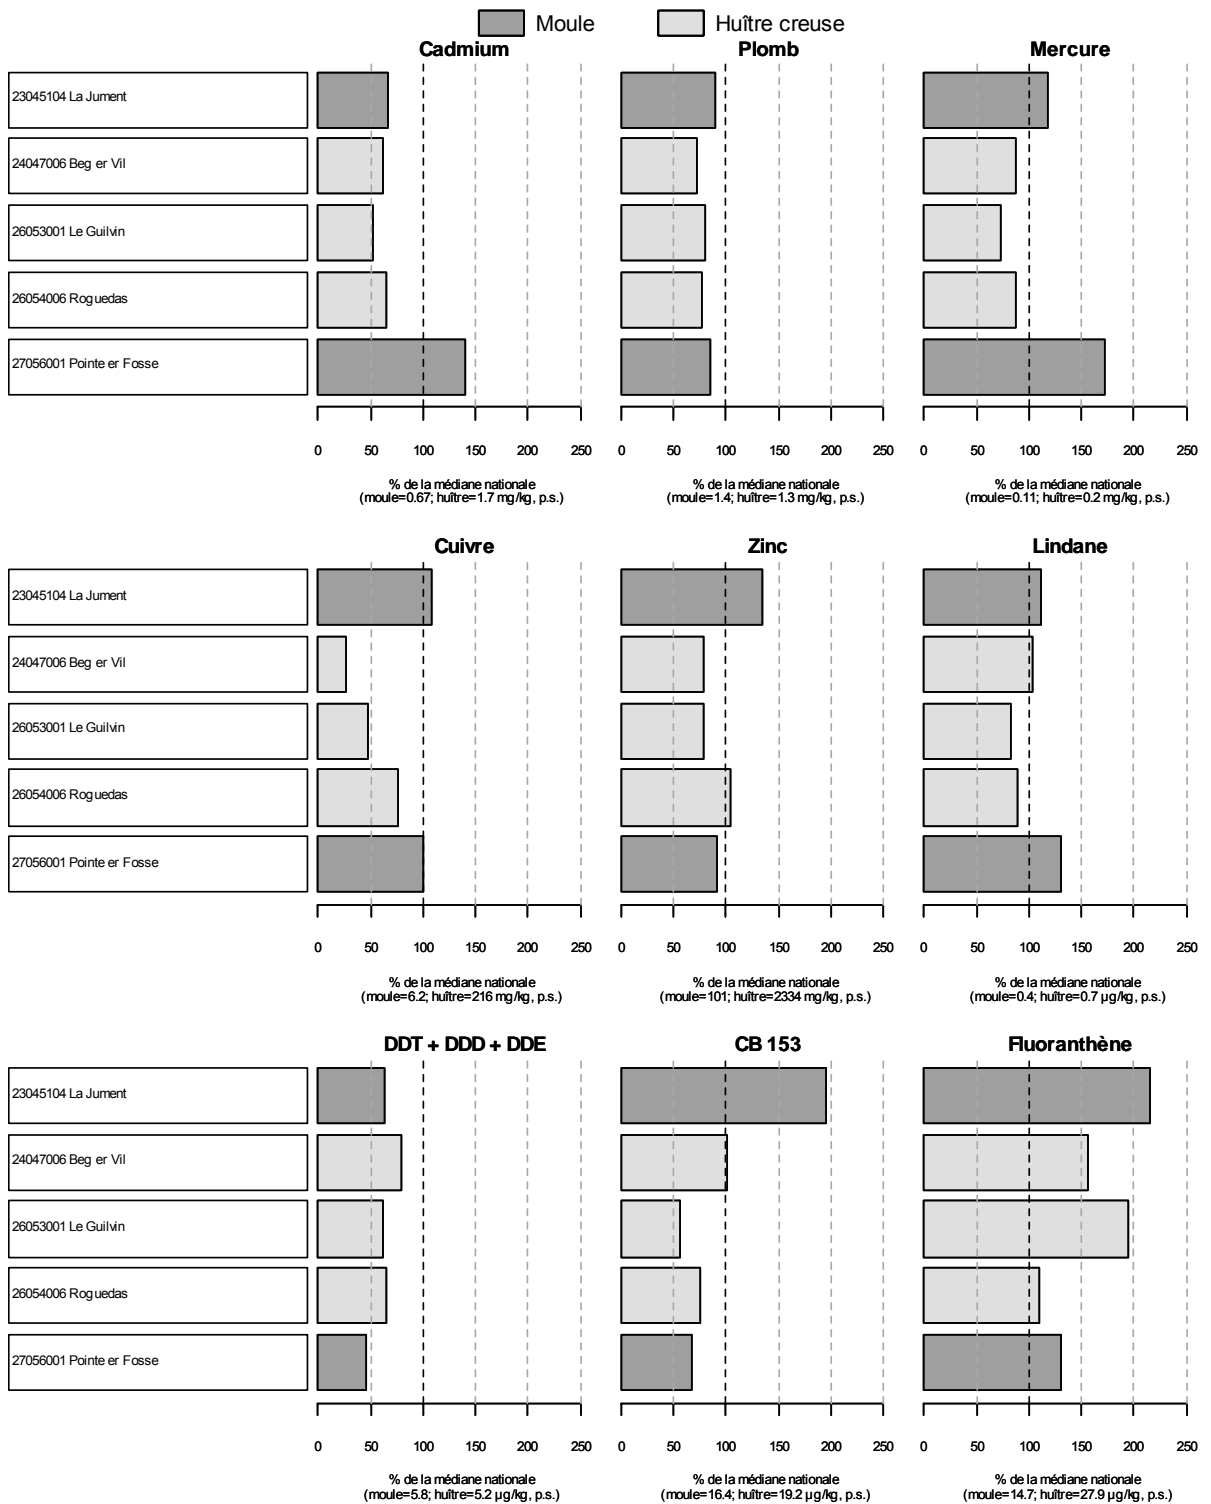 Moule Huître creuse
Cadmium Plomb Mercure
23045104 La Jument
24047006 Beg er Vil
26053001 Le Guilvin
26054006 Roguedas
27056001 Pointe er Fosse
0 50 100 150 200 250 0 50 100 150 200 250 0 50 100 150 200 250
% de la médiane nationale % de la médiane nationale % de la médiane nationale
(moule=0.67; huître=1.7 mg/kg, p.s.) (moule=1.4; huître=1.3 mg/kg, p.s.) (moule=0.11; huître=0.2 mg/kg, p.s.)
Cuivre Zinc Lindane
23045104 La Jument
24047006 Beg er Vil
26053001 Le Guilvin
26054006 Roguedas
27056001 Pointe er Fosse
0 50 100 150 200 250 0 50 100 150 200 250 0 50 100 150 200 250
% de la médiane nationale % de la médiane nationale % de la médiane nationale
(moule=6.2; huître=216 mg/kg, p.s.) (moule=101; huître=2334 mg/kg, p.s.) (moule=0.4; huître=0.7 µg/kg, p.s.)
DDT + DDD + DDE CB 153 Fluoranthène
23045104 La Jument
24047006 Beg er Vil
26053001 Le Guilvin
26054006 Roguedas
27056001 Pointe er Fosse
0 50 100 150 200 250 0 50 100 150 200 250 0 50 100 150 200 250
% de la médiane nationale % de la médiane nationale % de la médiane nationale
(moule=5.8; huître=5.2 µg/kg, p.s.) (moule=16.4; huître=19.2 µg/kg, p.s.) (moule=14.7; huître=27.9 µg/kg, p.s.)